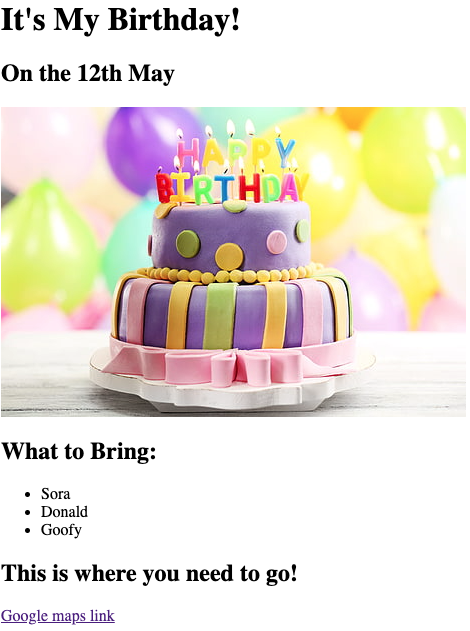 It's My Birthday!
On the 12th May
HAPPY
BIRTHDAY
What to Bring:
Sora
Donald
Goofy
This is where you need to go!
Google maps link